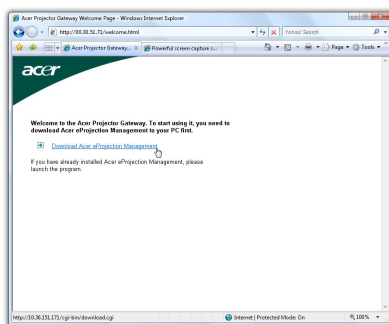 Acer Projector Gateway Welcome Page - Windows Internet Explorer
http://10.30.51.71/welcome.html
Yahoo! Search
Acer Projector Gateway...
Powerful screen capture t...
Page
Tools
acer
Welcome to the Acer Projector Gateway. To start using it, you need to
download Acer eProjection Management to your PC first.
Download Acer eProjection Management
If you have already installed Acer eProjection Management, please
launch the program.
http://10.36.151.171/cgi-bin/download.cgi
Internet | Protected Mode: On
100%